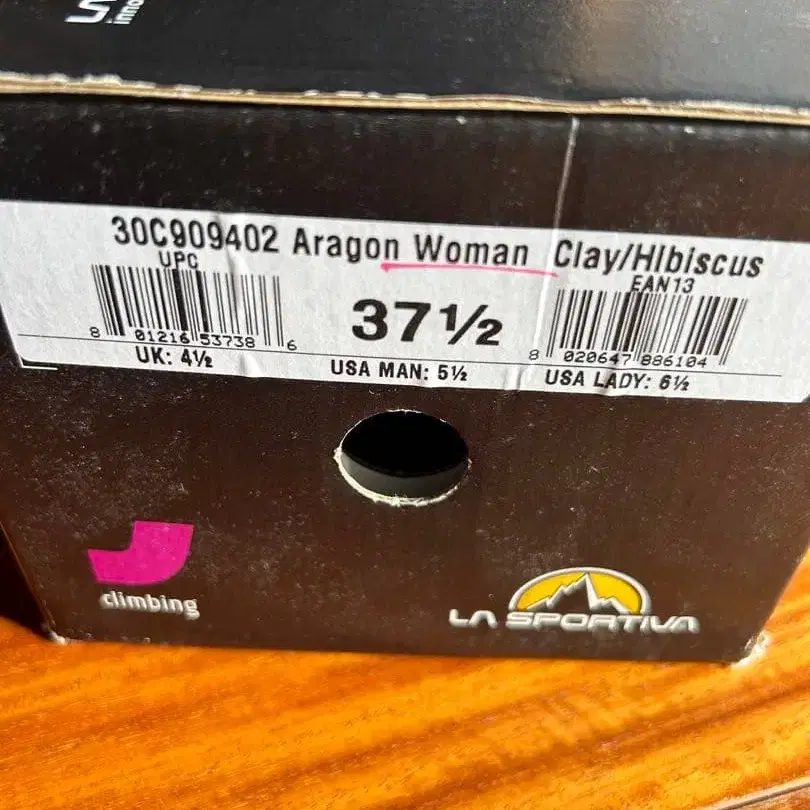 30C909402 Aragon Woman Clay/HIbiscus
UPC
EAN13
8 01216 53738 6
37½
8 020647 886104
UK: 4½
USA MAN: 5½
USA LADY: 6½
climbing
LA SPORTIVA